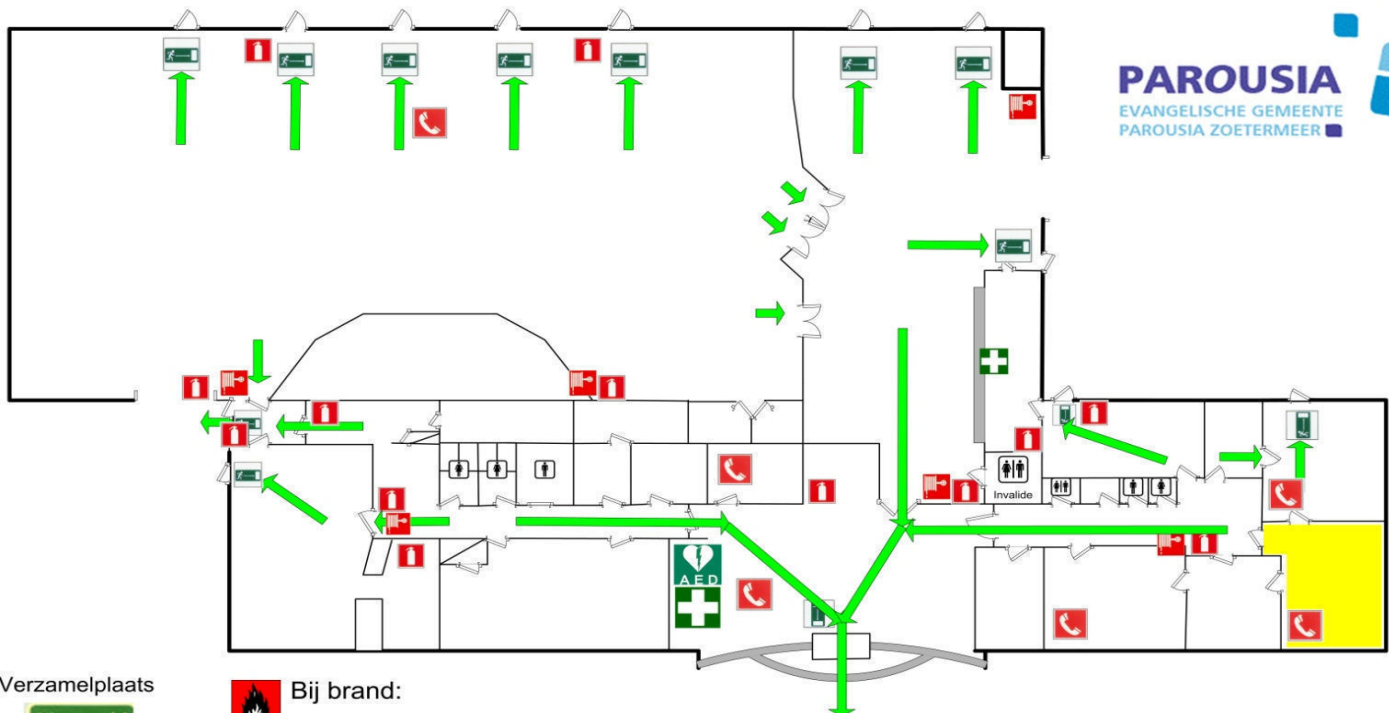 PAROUSIA
EVANGELISCHE GEMEENTE
PAROUSIA ZOETERMEER
Invalide
AED
Verzamelplaats
Bij brand: